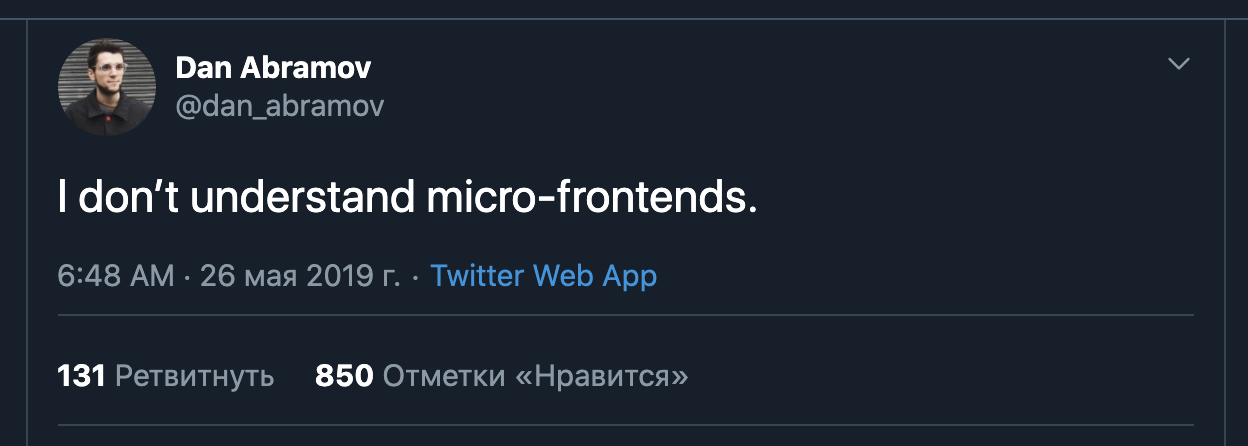 Dan Abramov
@dan_abramov
I don’t understand micro-frontends.
6:48 AM · 26 мая 2019 г. · Twitter Web App
131 Ретвитнуть 850 Отметки «Нравится»